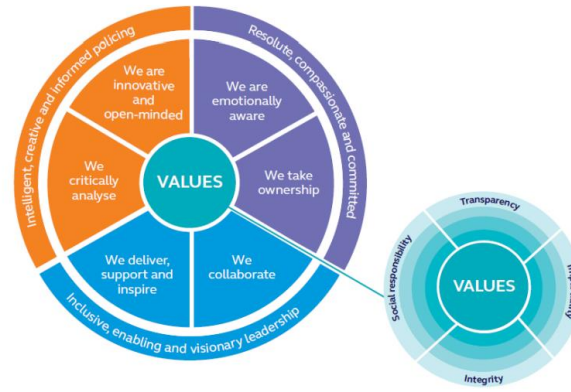 Intelligent, creative and informed policing
Resolute, compassionate and committed
Inclusive, enabling and visionary leadership
We are
innovative
and
open-minded
We are
emotionally
aware
We
critically
analyse
VALUES
We take
ownership
We deliver,
support and
inspire
We
collaborate
Transparency
Social responsibility
VALUES
Integrity